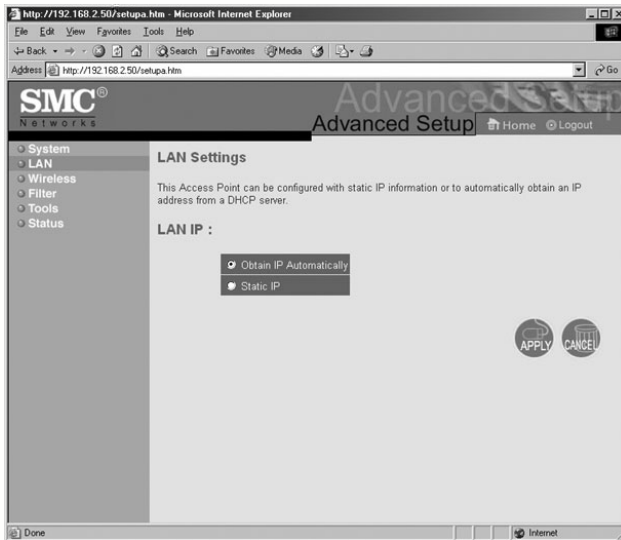 http://192.168.2.50/setupa.htm - Microsoft Internet Explorer
File Edit View Favorites Tools Help
Back Search Favorites Media
Address http://192.168.2.50/setupa.htm Go
SMC®
Networks
Advanced Setup
Advanced Setup Home Logout
System
LAN
Wireless
Filter
Tools
Status
LAN Settings
This Access Point can be configured with static IP information or to automatically obtain an IP
address from a DHCP server.
LAN IP :
Obtain IP Automatically
Static IP
APPLY CANCEL
Done Internet